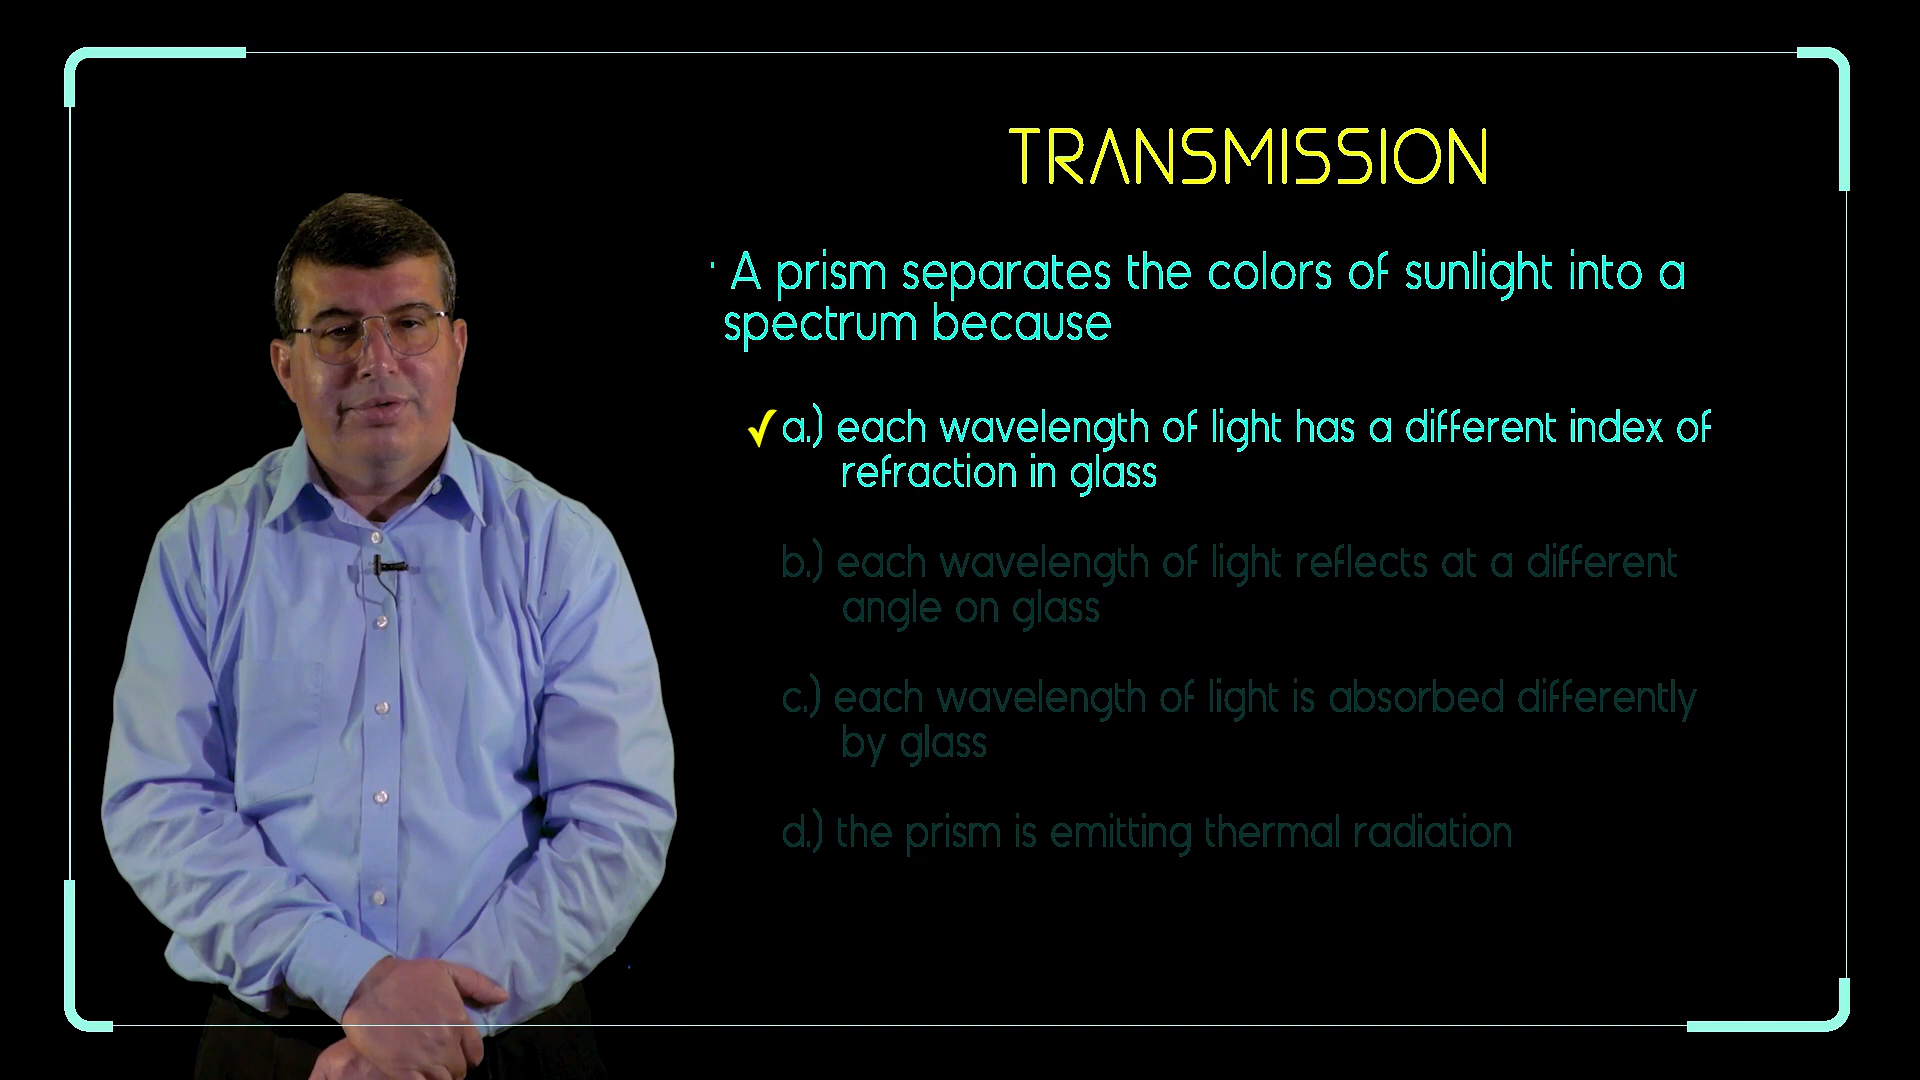 TRANSMISSION
· A prism separates the colors of sunlight into a
spectrum because
✓a.) each wavelength of light has a different index of
refraction in glass
b.) each wavelength of light reflects at a different
angle on glass
c.) each wavelength of light is absorbed differently
by glass
d.) the prism is emitting thermal radiation